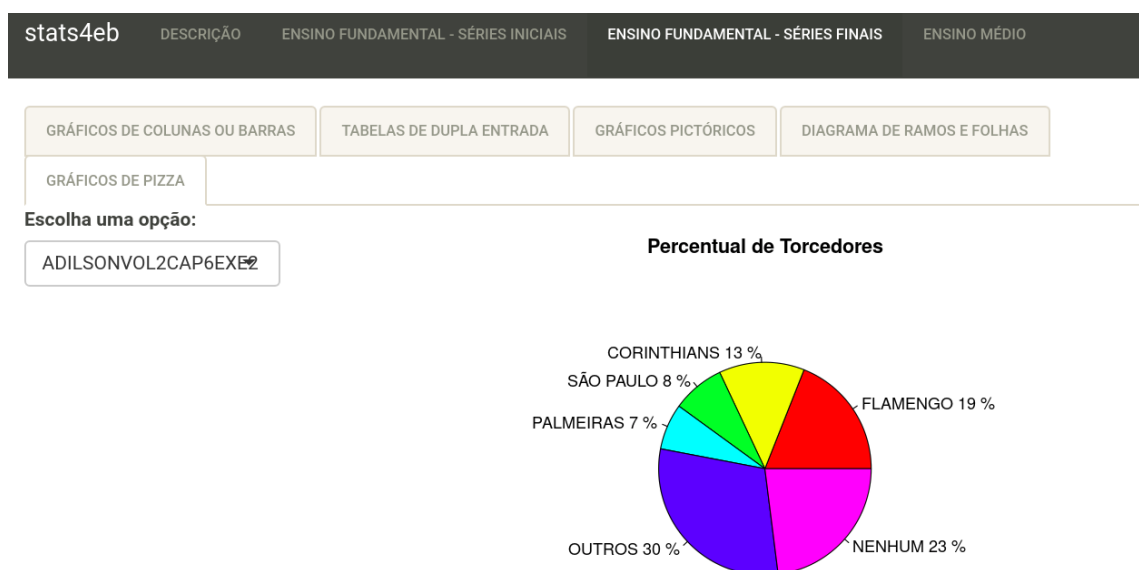 stats4eb DESCRIÇÃO ENSINO FUNDAMENTAL - SÉRIES INICIAIS ENSINO FUNDAMENTAL - SÉRIES FINAIS ENSINO MÉDIO
GRÁFICOS DE COLUNAS OU BARRAS TABELAS DE DUPLA ENTRADA GRÁFICOS PICTÓRICOS DIAGRAMA DE RAMOS E FOLHAS
GRÁFICOS DE PIZZA
Escolha uma opção:
ADILSONVOL2CAP6EXE2
Percentual de Torcedores
CORINTHIANS 13 %
SÃO PAULO 8 %
FLAMENGO 19 %
PALMEIRAS 7 %
OUTROS 30 %
NENHUM 23 %